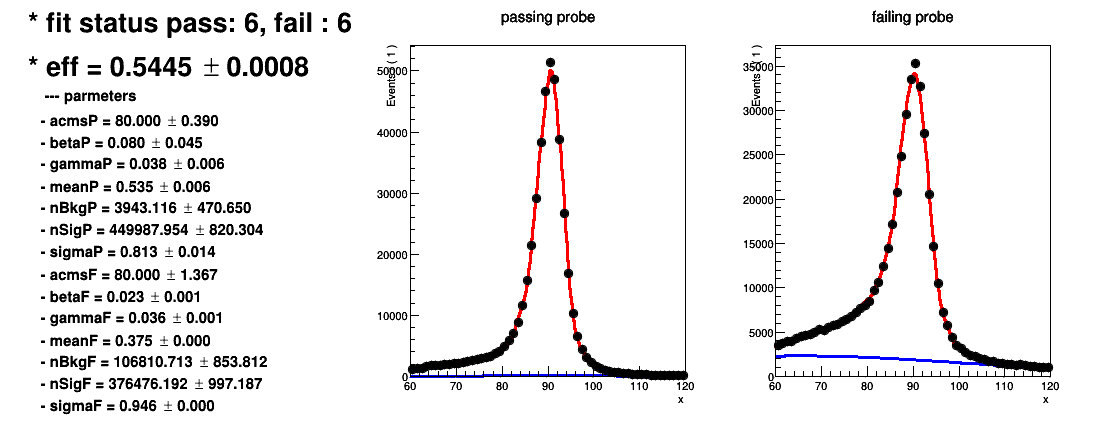 * fit status pass: 6, fail : 6
* eff = 0.5445 ± 0.0008
--- parmeters
- acmsP = 80.000 ± 0.390
- betaP = 0.080 ± 0.045
- gammaP = 0.038 ± 0.006
- meanP = 0.535 ± 0.006
- nBkgP = 3943.116 ± 470.650
- nSigP = 449987.954 ± 820.304
- sigmaP = 0.813 ± 0.014
- acmsF = 80.000 ± 1.367
- betaF = 0.023 ± 0.001
- gammaF = 0.036 ± 0.001
- meanF = 0.375 ± 0.000
- nBkgF = 106810.713 ± 853.812
- nSigF = 376476.192 ± 997.187
- sigmaF = 0.946 ± 0.000
passing probe
Events / ( 1 )
50000
40000
30000
20000
10000
0
60 70 80 90 100 110 120
x
failing probe
Events / ( 1 )
35000
30000
25000
20000
15000
10000
5000
0
60 70 80 90 100 110 120
x